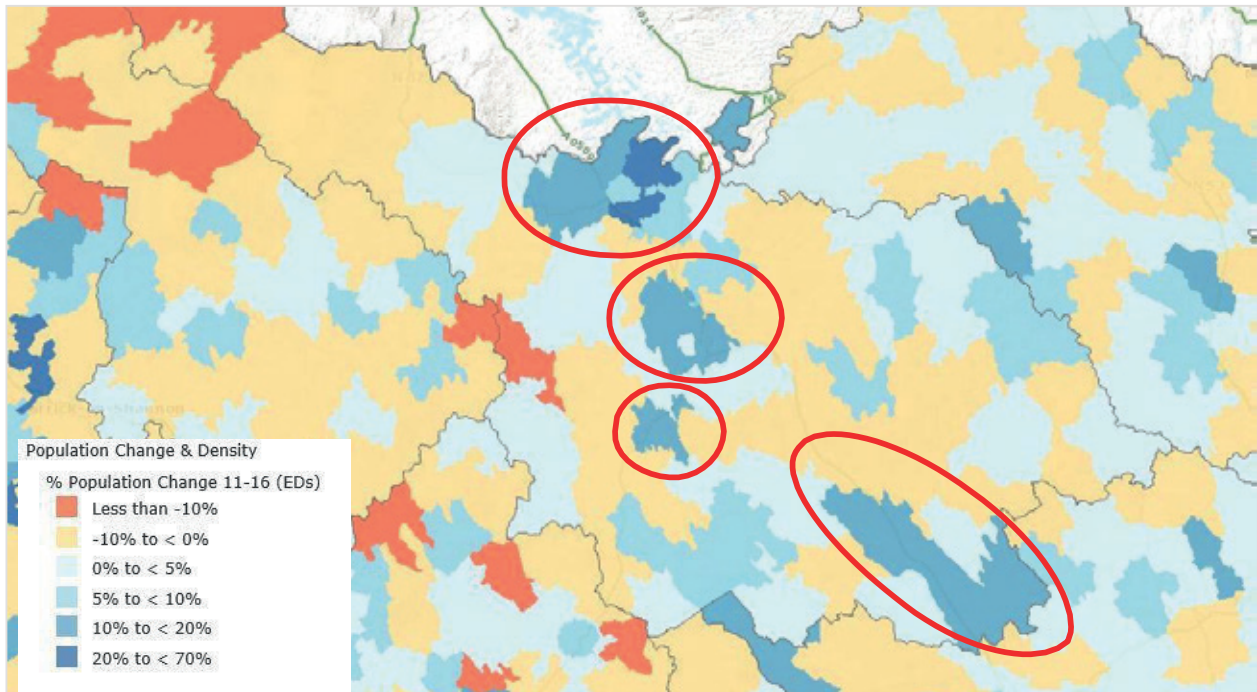 Population Change & Density
% Population Change 11-16 (EDs)
Less than -10%
-10% to < 0%
0% to < 5%
5% to < 10%
10% to < 20%
20% to < 70%